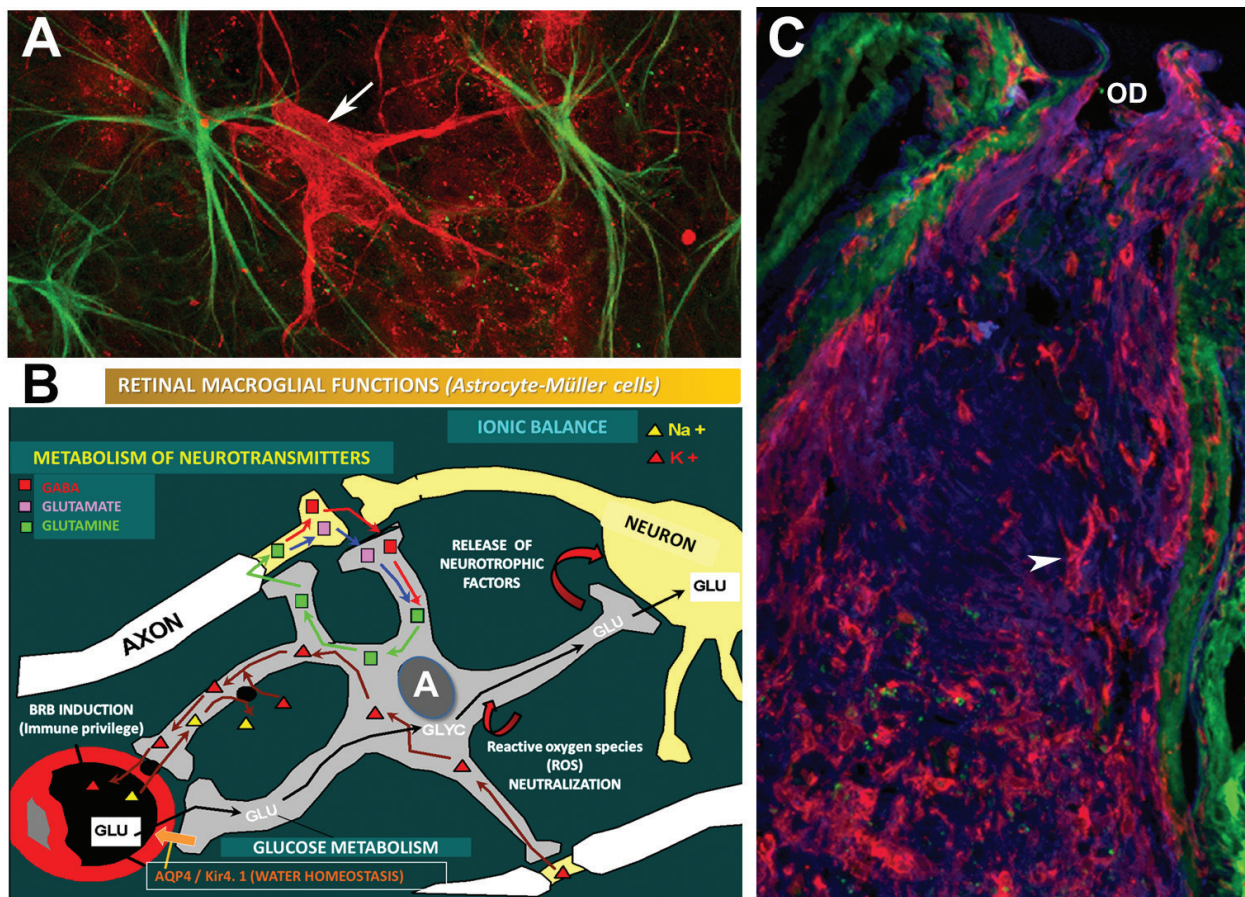 A
B
RETINAL MACROGLIAL FUNCTIONS (Astrocyte-Müller cells)
IONIC BALANCE
Na +
K +
METABOLISM OF NEUROTRANSMITTERS
GABA
GLUTAMATE
GLUTAMINE
NEURON
RELEASE OF
NEUROTROPHIC
FACTORS
GLU
GLU
AXON
A
BRB INDUCTION
(Immune privilege)
GLYC
Reactive oxygen species
(ROS)
NEUTRALIZATION
GLU
GLU
GLUCOSE METABOLISM
AQP4 / Kir4. 1 (WATER HOMEOSTASIS)
C
OD